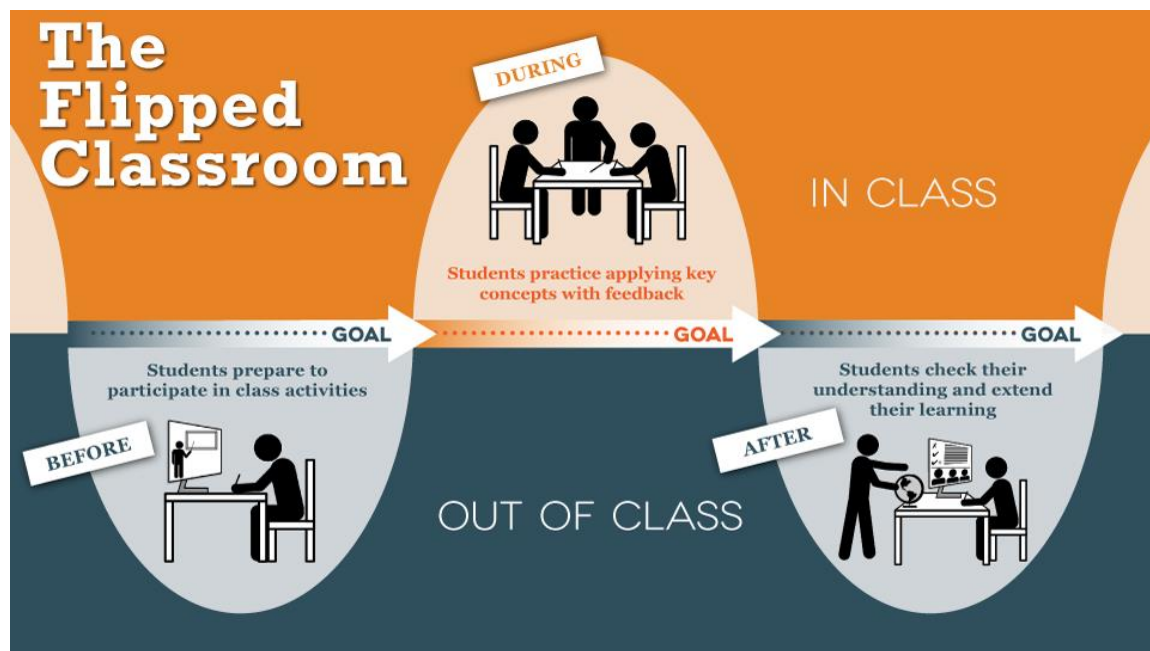 The
Flipped
Classroom
DURING
IN CLASS
Students practice applying key
concepts with feedback
GOAL
GOAL
GOAL
Students prepare to
participate in class activities
BEFORE
OUT OF CLASS
Students check their
understanding and extend
their learning
AFTER